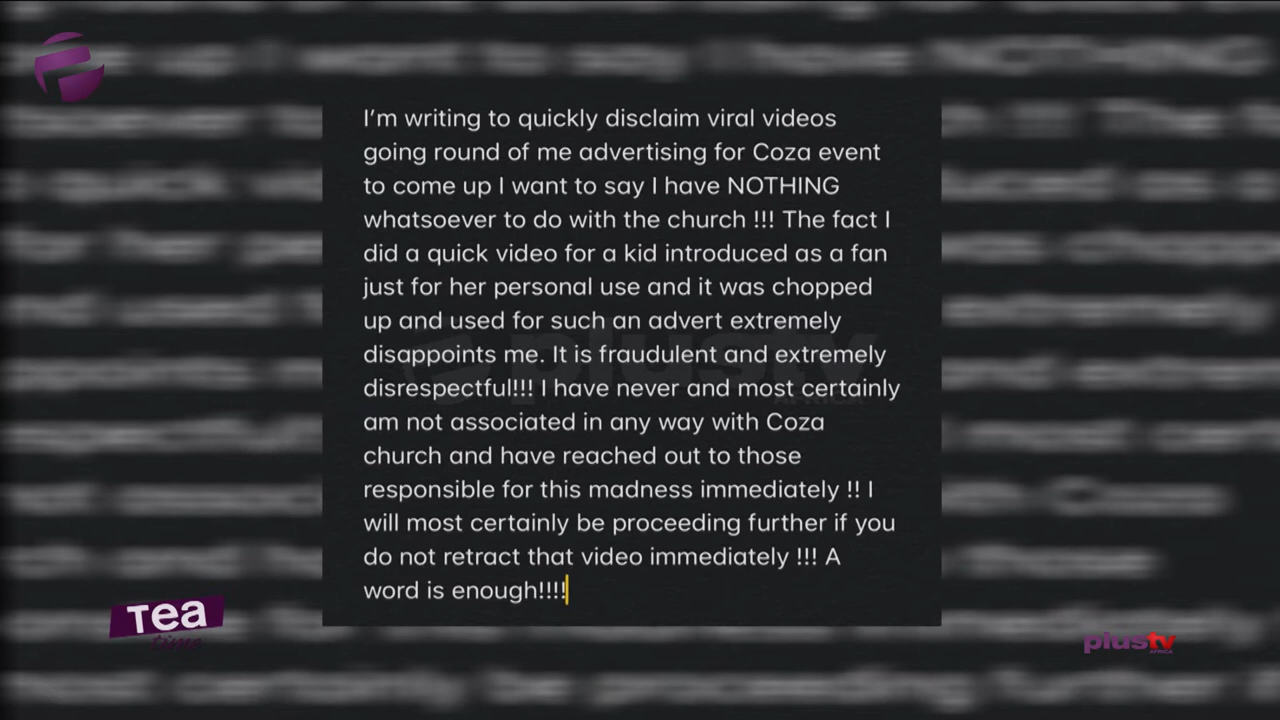 I'm writing to quickly disclaim viral videos
going round of me advertising for Coza event
to come up I want to say I have NOTHING
whatsoever to do with the church !!! The fact I
did a quick video for a kid introduced as a fan
just for her personal use and it was chopped
up and used for such an advert extremely
disappoints me. It is fraudulent and extremely
disrespectful!!! I have never and most certainly
am not associated in any way with Coza
church and have reached out to those
responsible for this madness immediately !! I
will most certainly be proceeding further if you
do not retract that video immediately !!! A
word is enough!!!!
Tea
time
plustv
AFRICA